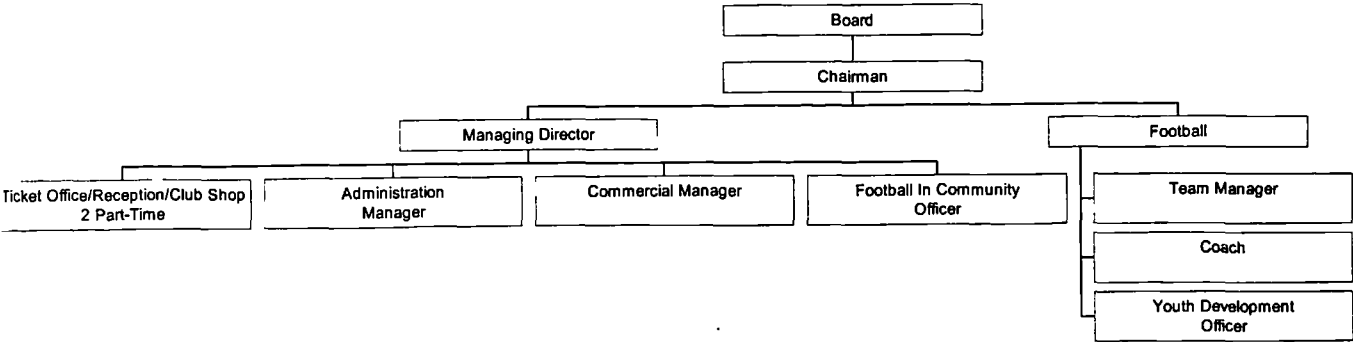 Board
Chairman
Managing Director
Football
Ticket Office/Reception/Club Shop
2 Part-Time
Administration
Manager
Commercial Manager
Football In Community
Officer
Team Manager
Coach
Youth Development
Officer